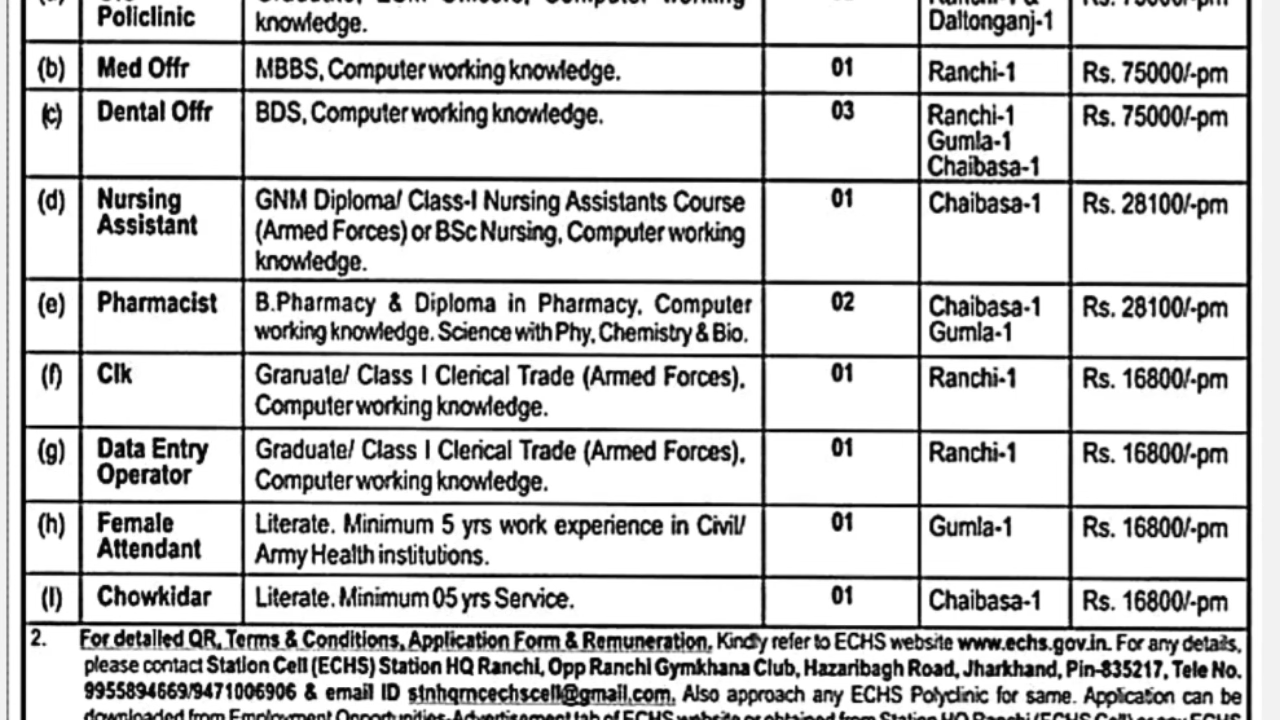 Policlinic knowledge. Daltonganj-1
(b) Med Offr MBBS, Computer working knowledge. 01 Ranchi-1 Rs. 75000/-pm
(c) Dental Offr BDS, Computer working knowledge. 03 Ranchi-1 Rs. 75000/-pm
Gumla-1
Chaibasa-1
(d) Nursing GNM Diploma/ Class-I Nursing Assistants Course 01 Chaibasa-1 Rs. 28100/-pm
Assistant (Armed Forces) or BSc Nursing, Computer working
knowledge.
(e) Pharmacist B.Pharmacy & Diploma in Pharmacy, Computer 02 Chaibasa-1 Rs. 28100/-pm
working knowledge. Science with Phy, Chemistry & Bio. Gumla-1
(f) Clk Graruate/ Class I Clerical Trade (Armed Forces), 01 Ranchi-1 Rs. 16800/-pm
Computer working knowledge.
(g) Data Entry Graduate/ Class I Clerical Trade (Armed Forces), 01 Ranchi-1 Rs. 16800/-pm
Operator Computer working knowledge.
(h) Female Literate. Minimum 5 yrs work experience in Civil/ 01 Gumla-1 Rs. 16800/-pm
Attendant Army Health institutions.
(I) Chowkidar Literate. Minimum 05 yrs Service. 01 Chaibasa-1 Rs. 16800/-pm
2. For detailed QR, Terms & Conditions, Application Form & Remuneration, Kindly refer to ECHS website www.echs.gov.in. For any details,
please contact Station Cell (ECHS) Station HQ Ranchi, Opp Ranchi Gymkhana Club, Hazaribagh Road, Jharkhand, Pin-835217, Tele No.
9955894669/9471006906 & email ID stnhqrncechscell@gmail.com. Also approach any ECHS Polyclinic for same. Application can be